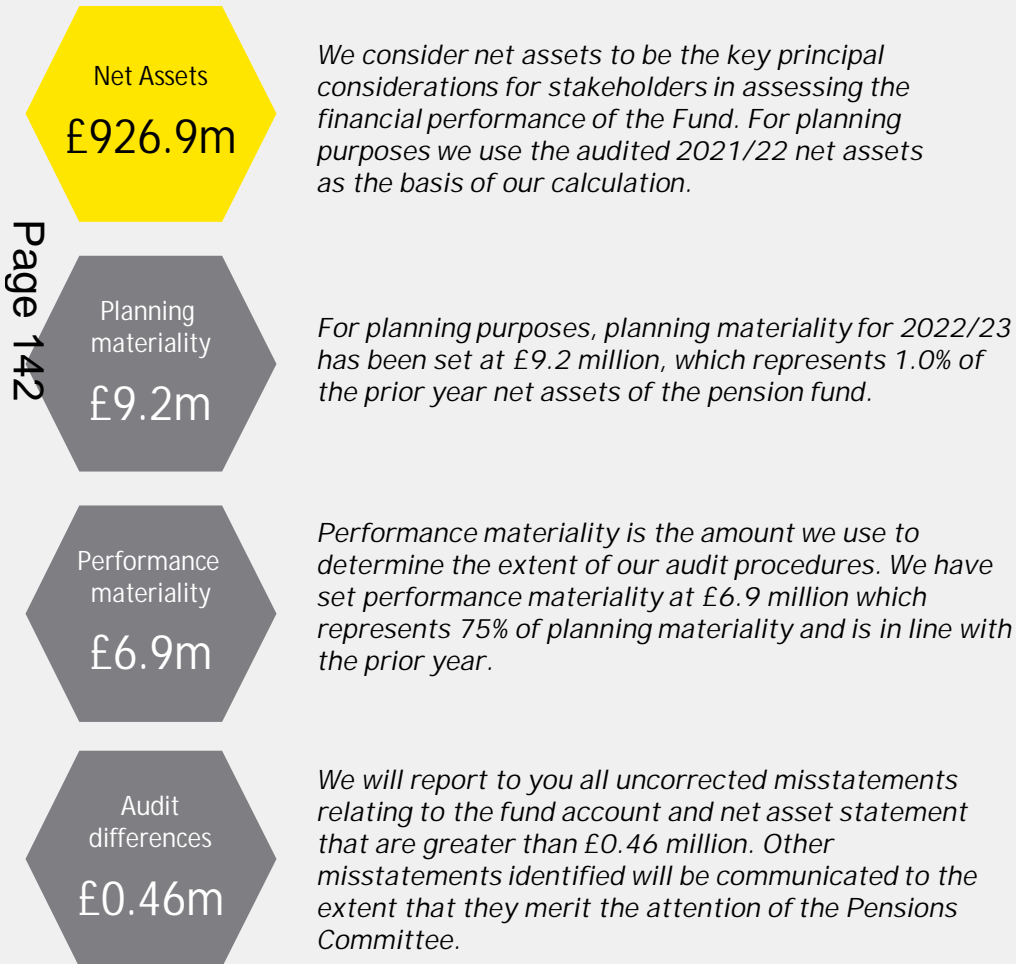 Net Assets
£926.9m
We consider net assets to be the key principal
considerations for stakeholders in assessing the
financial performance of the Fund. For planning
purposes we use the audited 2021/22 net assets
as the basis of our calculation.
Page 142
Planning
materiality
£9.2m
For planning purposes, planning materiality for 2022/23
has been set at £9.2 million, which represents 1.0% of
the prior year net assets of the pension fund.
Performance
materiality
£6.9m
Performance materiality is the amount we use to
determine the extent of our audit procedures. We have
set performance materiality at £6.9 million which
represents 75% of planning materiality and is in line with
the prior year.
Audit
differences
£0.46m
We will report to you all uncorrected misstatements
relating to the fund account and net asset statement
that are greater than £0.46 million. Other
misstatements identified will be communicated to the
extent that they merit the attention of the Pensions
Committee.